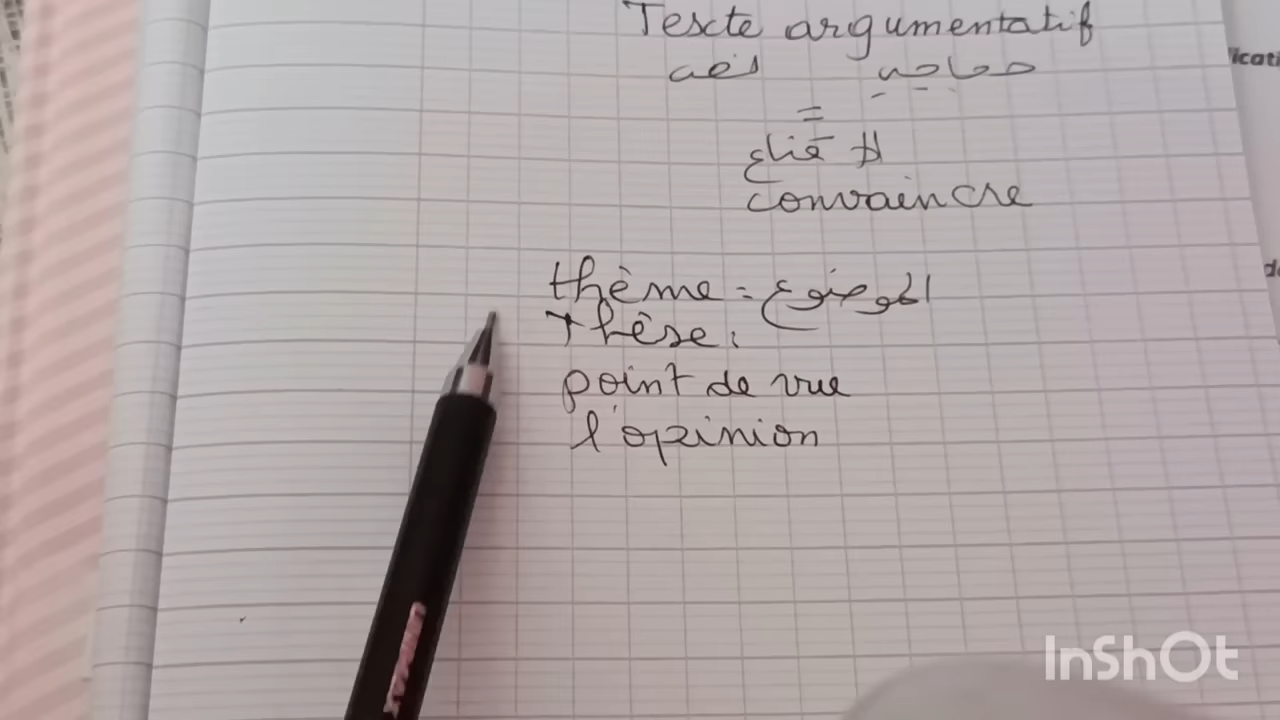 Texte argumentatif
نص حجاجي
=
الإقناع
convaincre
thème = الموضوع
Thèse :
point de vue
l'opinion
InShOt